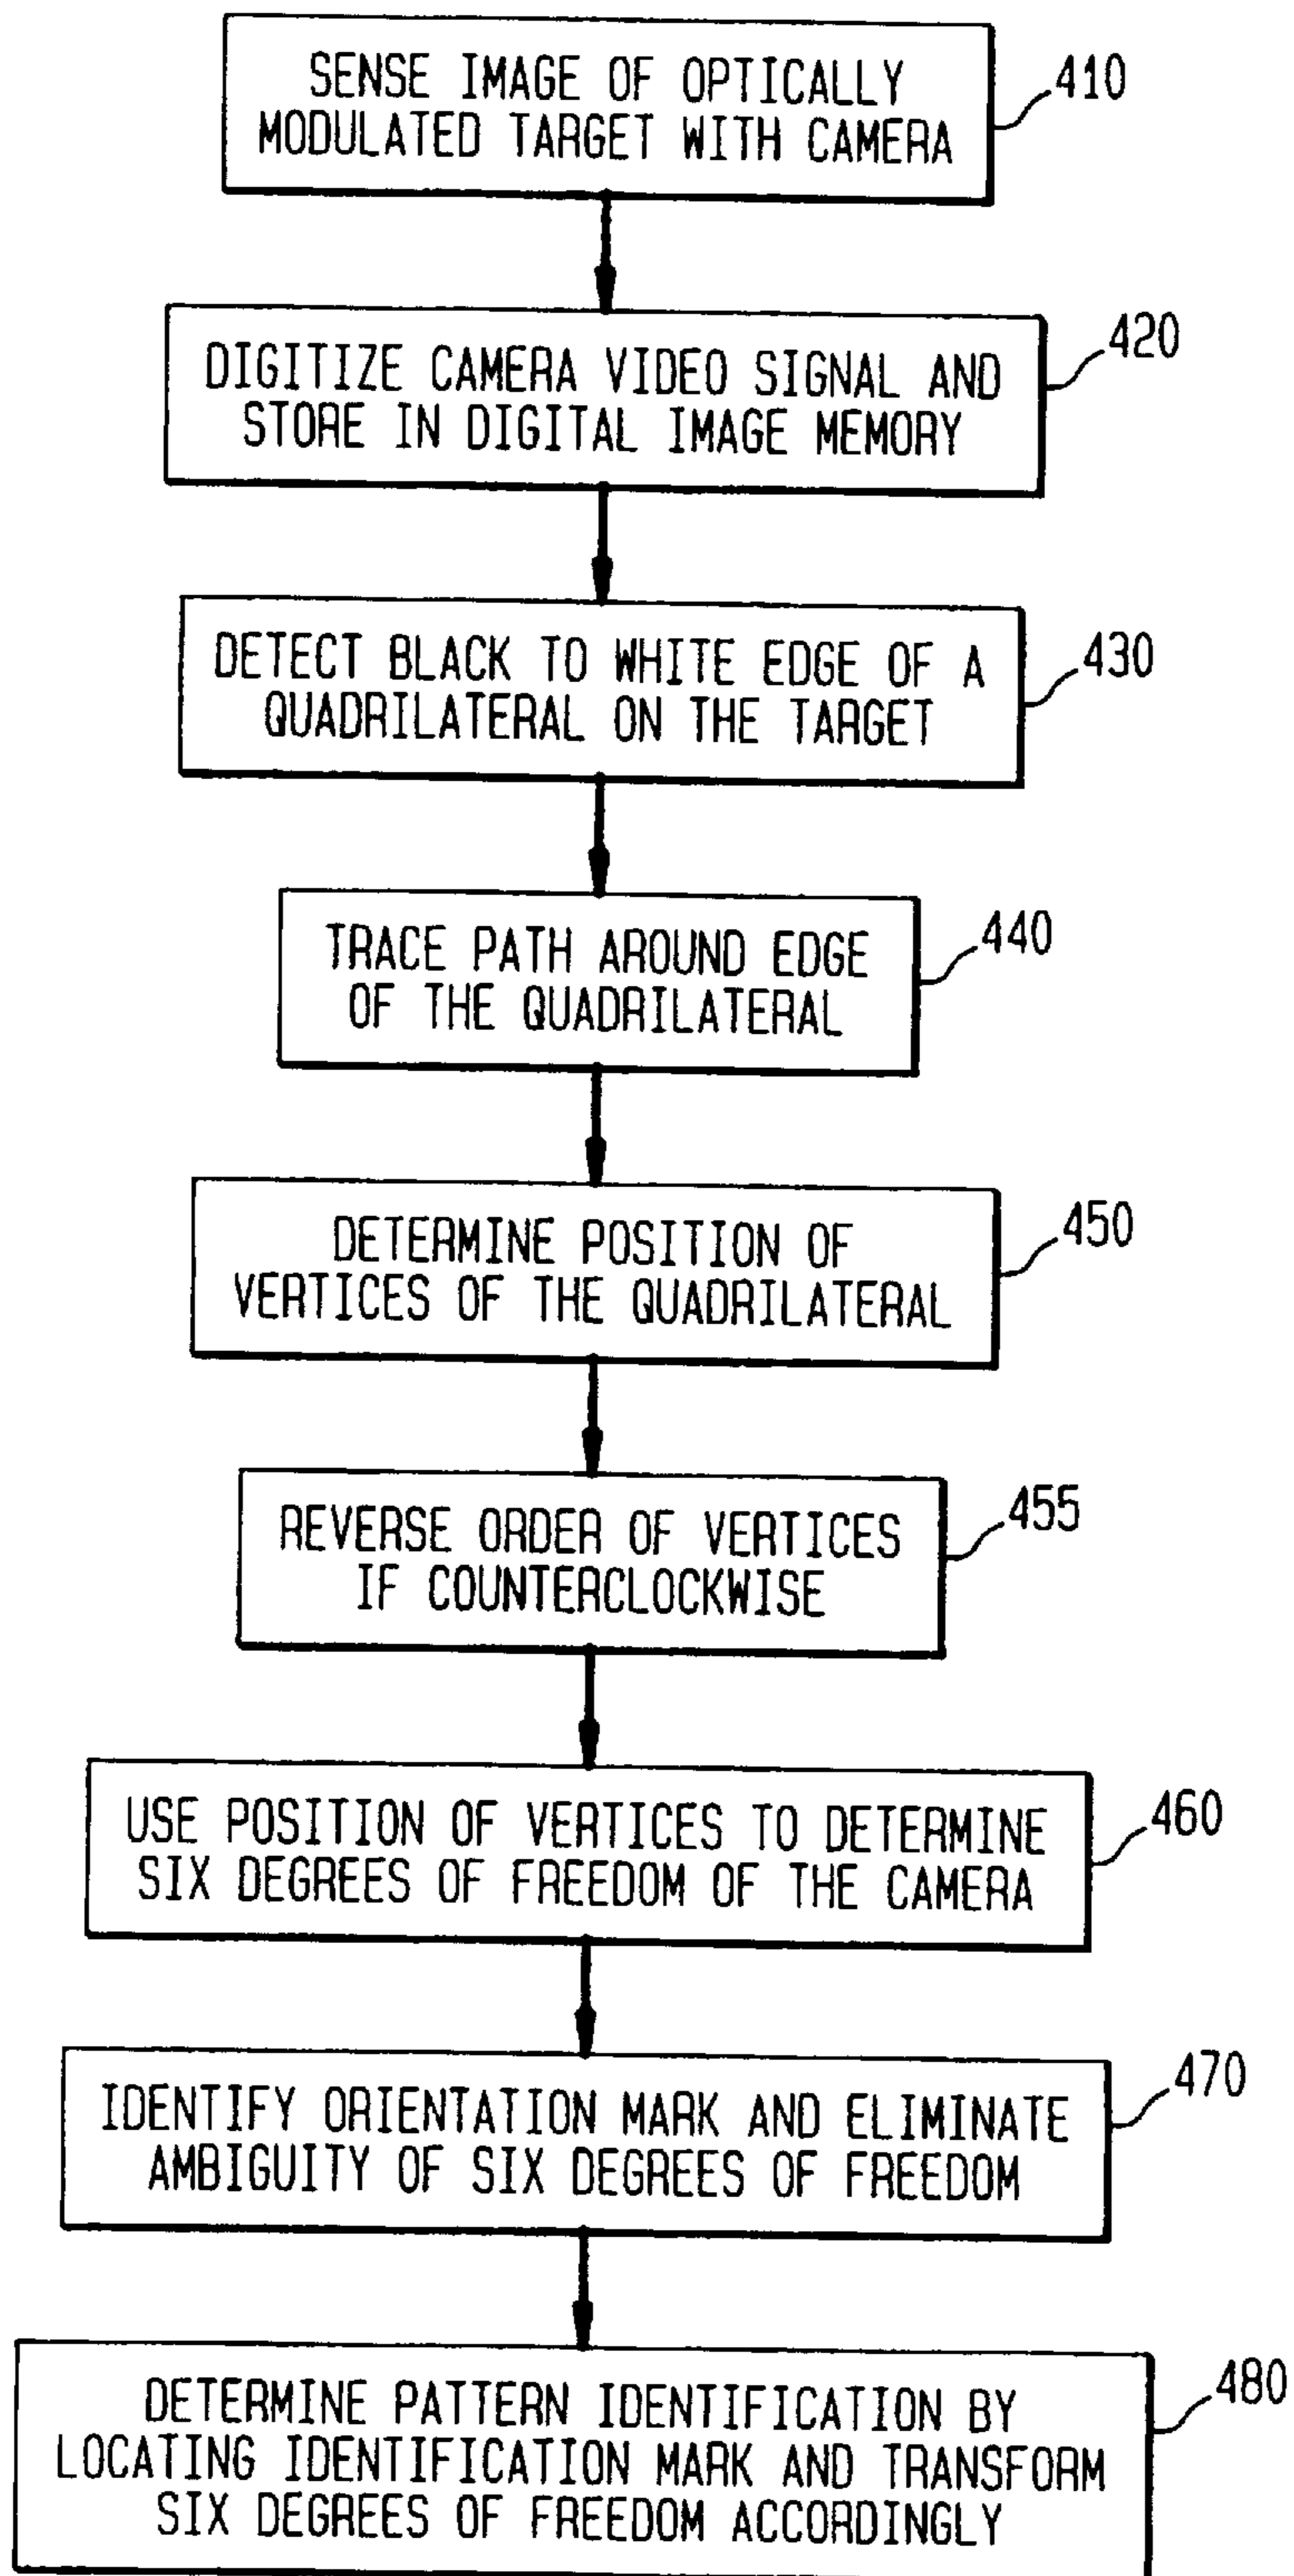 SENSE IMAGE OF OPTICALLY
MODULATED TARGET WITH CAMERA
410
DIGITIZE CAMERA VIDEO SIGNAL AND
STORE IN DIGITAL IMAGE MEMORY
420
DETECT BLACK TO WHITE EDGE OF A
QUADRILATERAL ON THE TARGET
430
TRACE PATH AROUND EDGE
OF THE QUADRILATERAL
440
DETERMINE POSITION OF
VERTICES OF THE QUADRILATERAL
450
REVERSE ORDER OF VERTICES
IF COUNTERCLOCKWISE
455
USE POSITION OF VERTICES TO DETERMINE
SIX DEGREES OF FREEDOM OF THE CAMERA
460
IDENTIFY ORIENTATION MARK AND ELIMINATE
AMBIGUITY OF SIX DEGREES OF FREEDOM
470
DETERMINE PATTERN IDENTIFICATION BY
LOCATING IDENTIFICATION MARK AND TRANSFORM
SIX DEGREES OF FREEDOM ACCORDINGLY
480